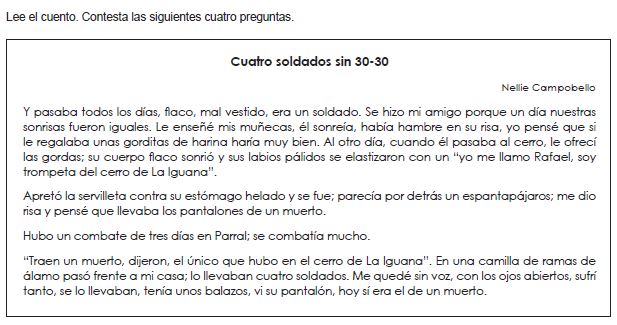 Lee el cuento. Contesta las siguientes cuatro preguntas.
Cuatro soldados sin 30-30
Nellie Campobello
Y pasaba todos los días, flaco, mal vestido, era un soldado. Se hizo mi amigo porque un día nuestras
sonrisas fueron iguales. Le enseñé mis muñecas, él sonreía, había hambre en su risa, yo pensé que si
le regalaba unas gorditas de harina haría muy bien. Al otro día, cuando él pasaba al cerro, le ofrecí
las gordas; su cuerpo flaco sonrió y sus labios pálidos se elastizaron con un “yo me llamo Rafael, soy
trompeta del cerro de La Iguana”.
Apretó la servilleta contra su estómago helado y se fue; parecía por detrás un espantapájaros; me dio
risa y pensé que llevaba los pantalones de un muerto.
Hubo un combate de tres días en Parral; se combatía mucho.
“Traen un muerto, dijeron, el único que hubo en el cerro de La Iguana”. En una camilla de ramas de
álamo pasó frente a mi casa; lo llevaban cuatro soldados. Me quedé sin voz, con los ojos abiertos, sufrí
tanto, se lo llevaban, tenía unos balazos, vi su pantalón, hoy sí era el de un muerto.